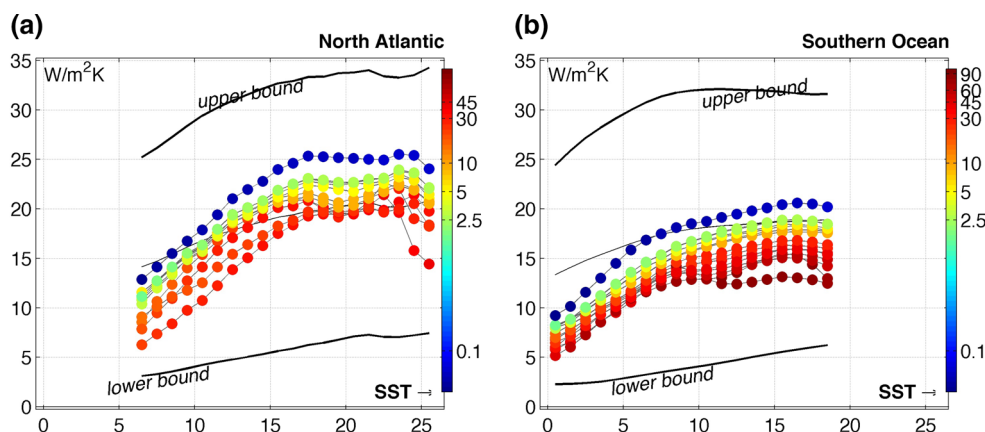 (a)
North Atlantic
W/m²K
upper bound
lower bound
SST →
35
30
25
20
15
10
5
0
0 5 10 15 20 25
45
30
10
5
2.5
0.1
(b)
Southern Ocean
W/m²K
upper bound
lower bound
SST →
35
30
25
20
15
10
5
0
0 5 10 15 20 25
90
60
45
30
10
5
2.5
0.1